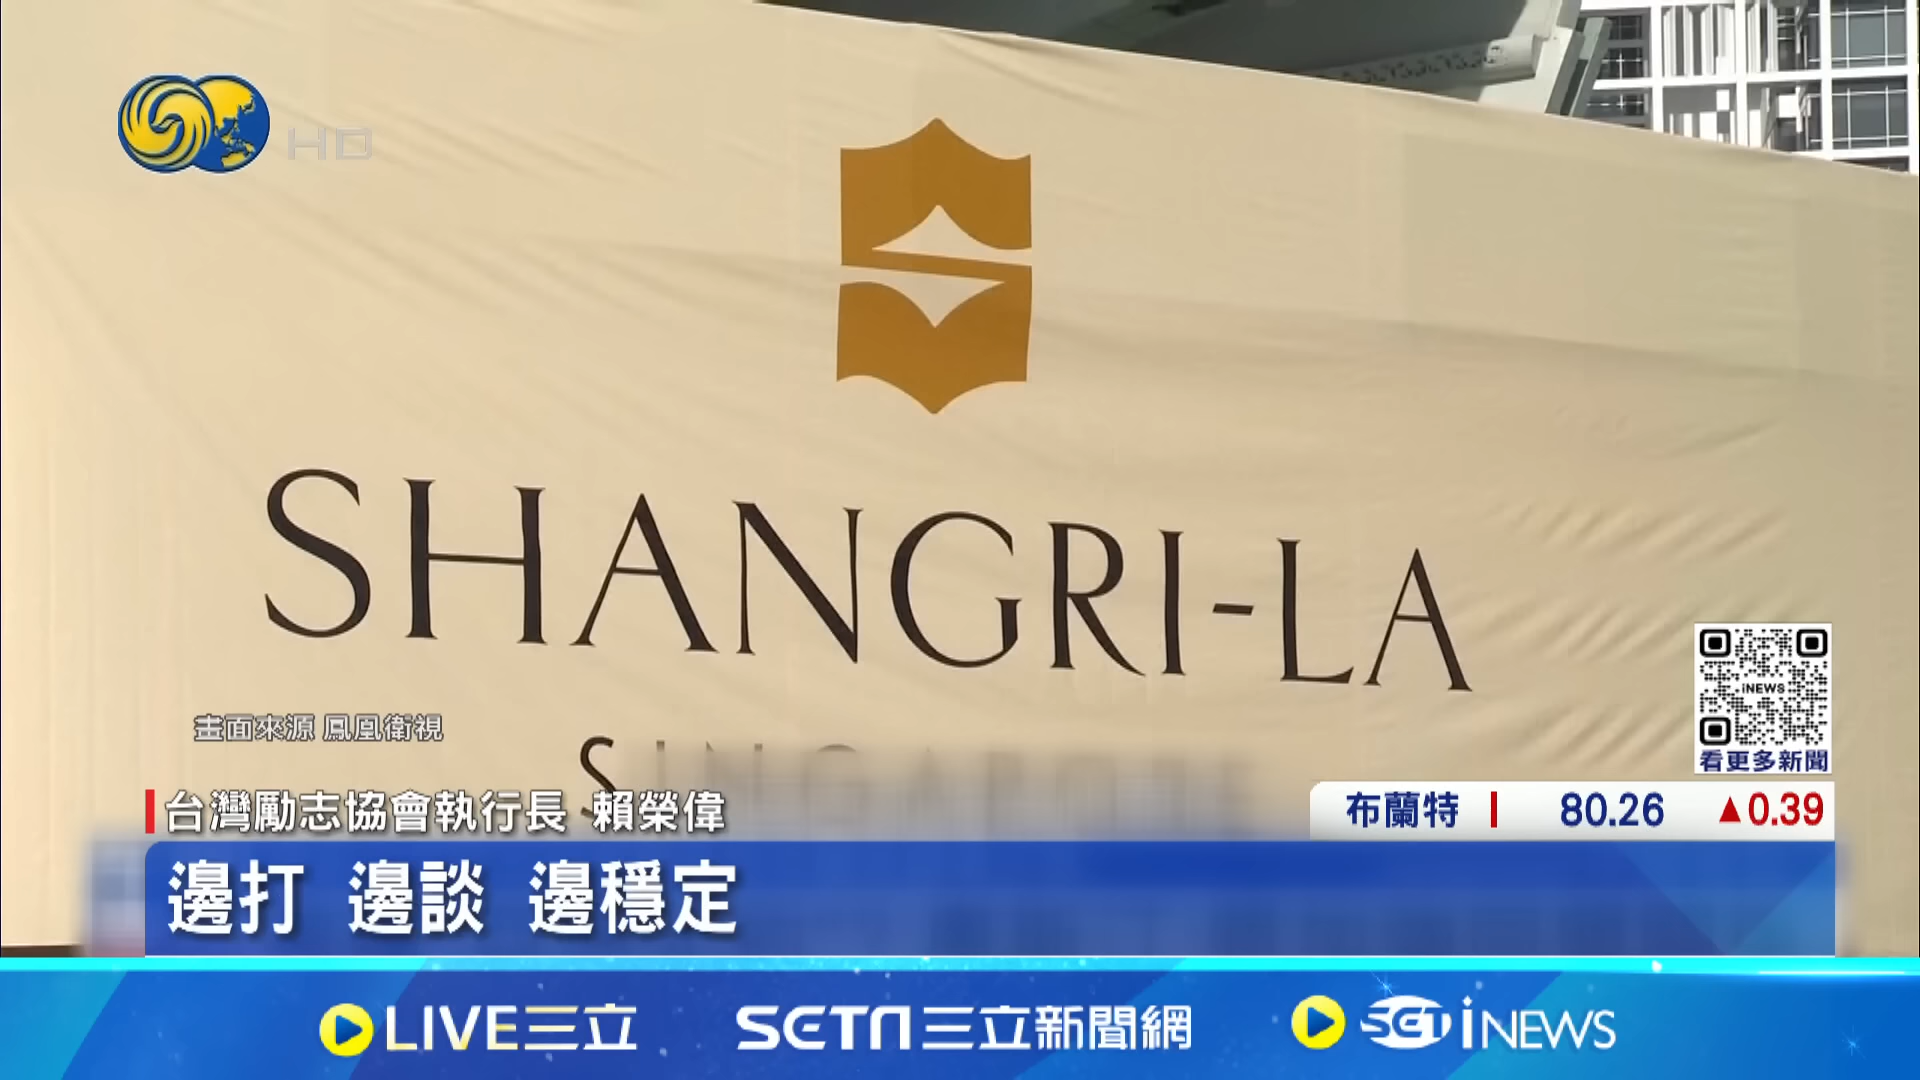 HD
SHANGRI-LA
畫面來源 鳳凰衛視
iNEWS
看更多新聞
台灣勵志協會執行長 賴榮偉
布蘭特 80.26 ▲0.39
邊打 邊談 邊穩定
LIVE三立 SETN三立新聞網 SET iNEWS